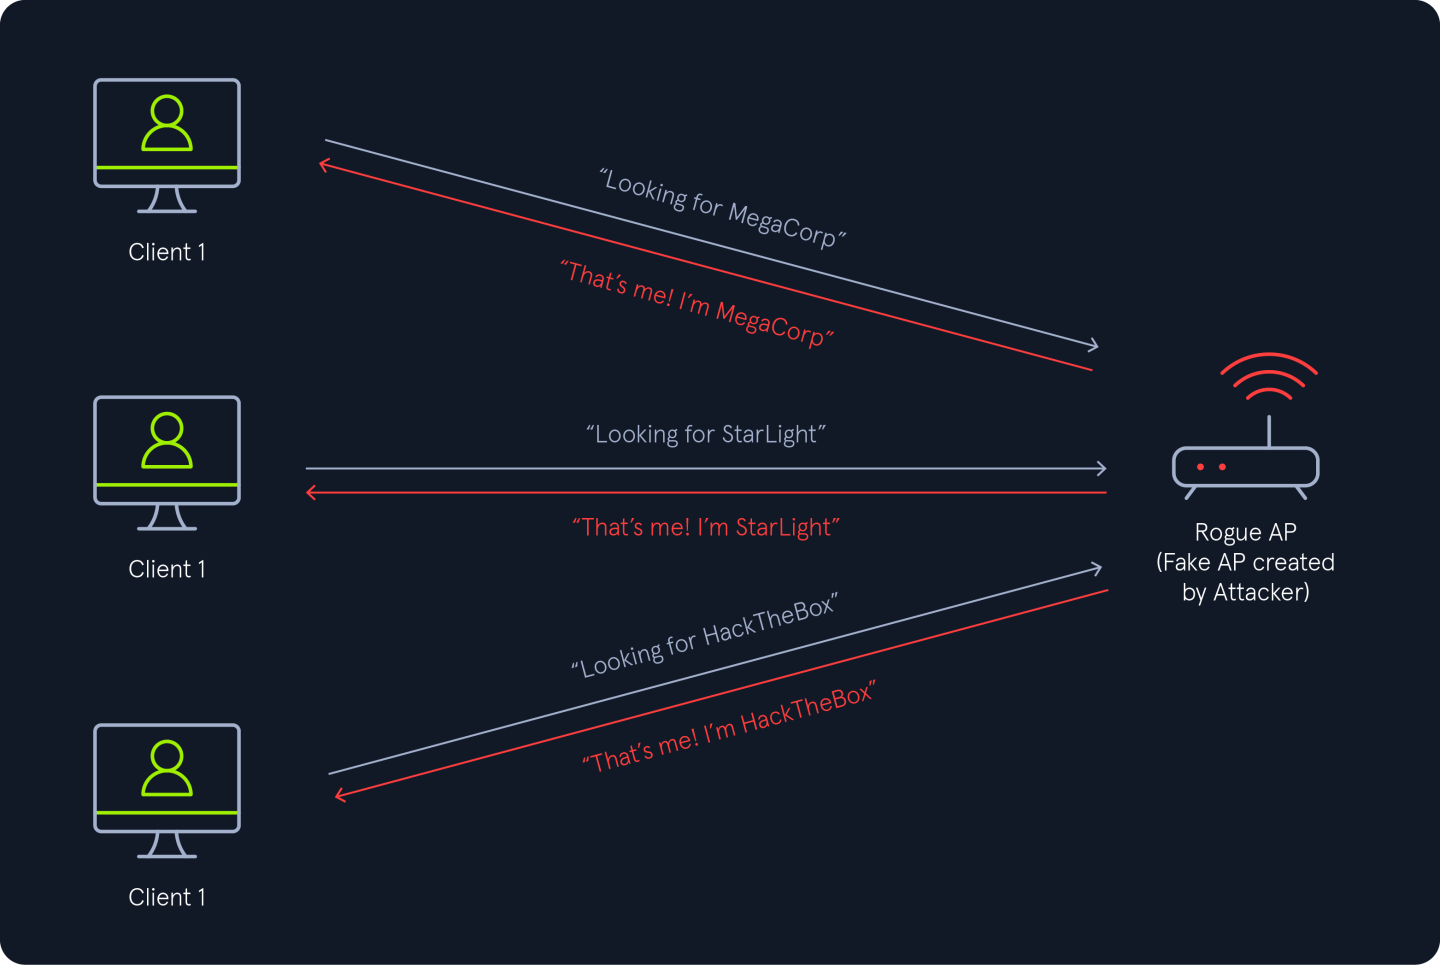 “Looking for MegaCorp”
“That’s me! I’m MegaCorp”
Client 1
“Looking for StarLight”
“That’s me! I’m StarLight”
Client 1
Rogue AP
(Fake AP created
by Attacker)
“Looking for HackTheBox”
“That’s me! I’m HackTheBox”
Client 1